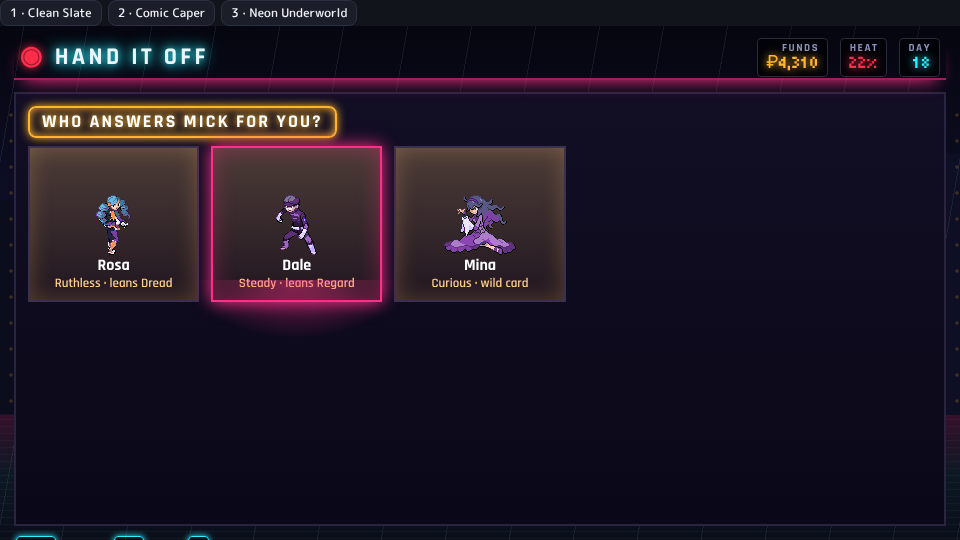 1 · Clean Slate
2 · Comic Caper
3 · Neon Underworld
HAND IT OFF
FUNDS
₽4,310
HEAT
22%
DAY
18
WHO ANSWERS MICK FOR YOU?
Rosa
Ruthless · leans Dread
Dale
Steady · leans Regard
Mina
Curious · wild card